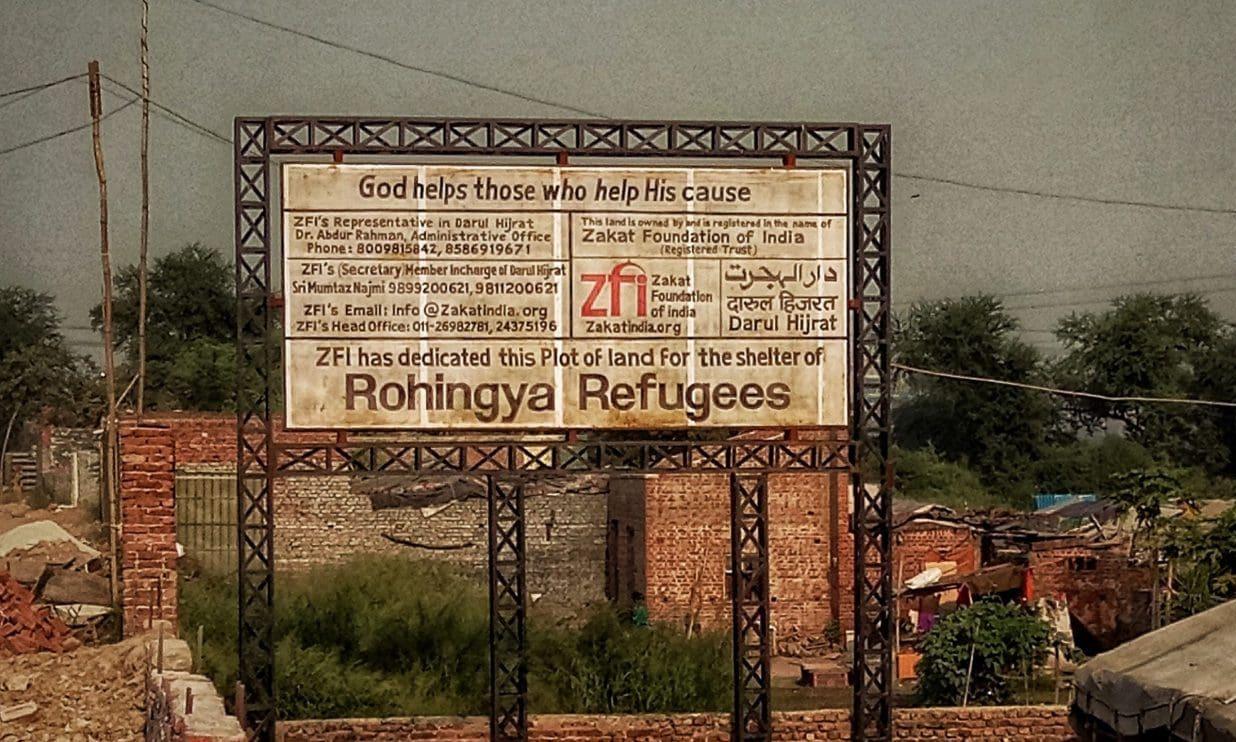 God helps those who help His cause
ZFI's Representative in Darul Hijrat
Dr. Abdur Rahman, Administrative Office
Phone: 8009815842, 8586919671
ZFI's (Secretary) Member Incharge of Darul Hijrat
Sri Mumtaz Najmi 9899200621, 9811200621
ZFI's Email: Info@Zakatindia.org
ZFI's Head Office: 011-26982781, 24375196
This land is owned by and is registered in the name of
Zakat Foundation of India
(Registered Trust)
zfi
Zakat
Foundation
of india
Zakatindia.org
دارالہجرت
दारुल हिजरत
Darul Hijrat
ZFI has dedicated this Plot of land for the shelter of
Rohingya Refugees